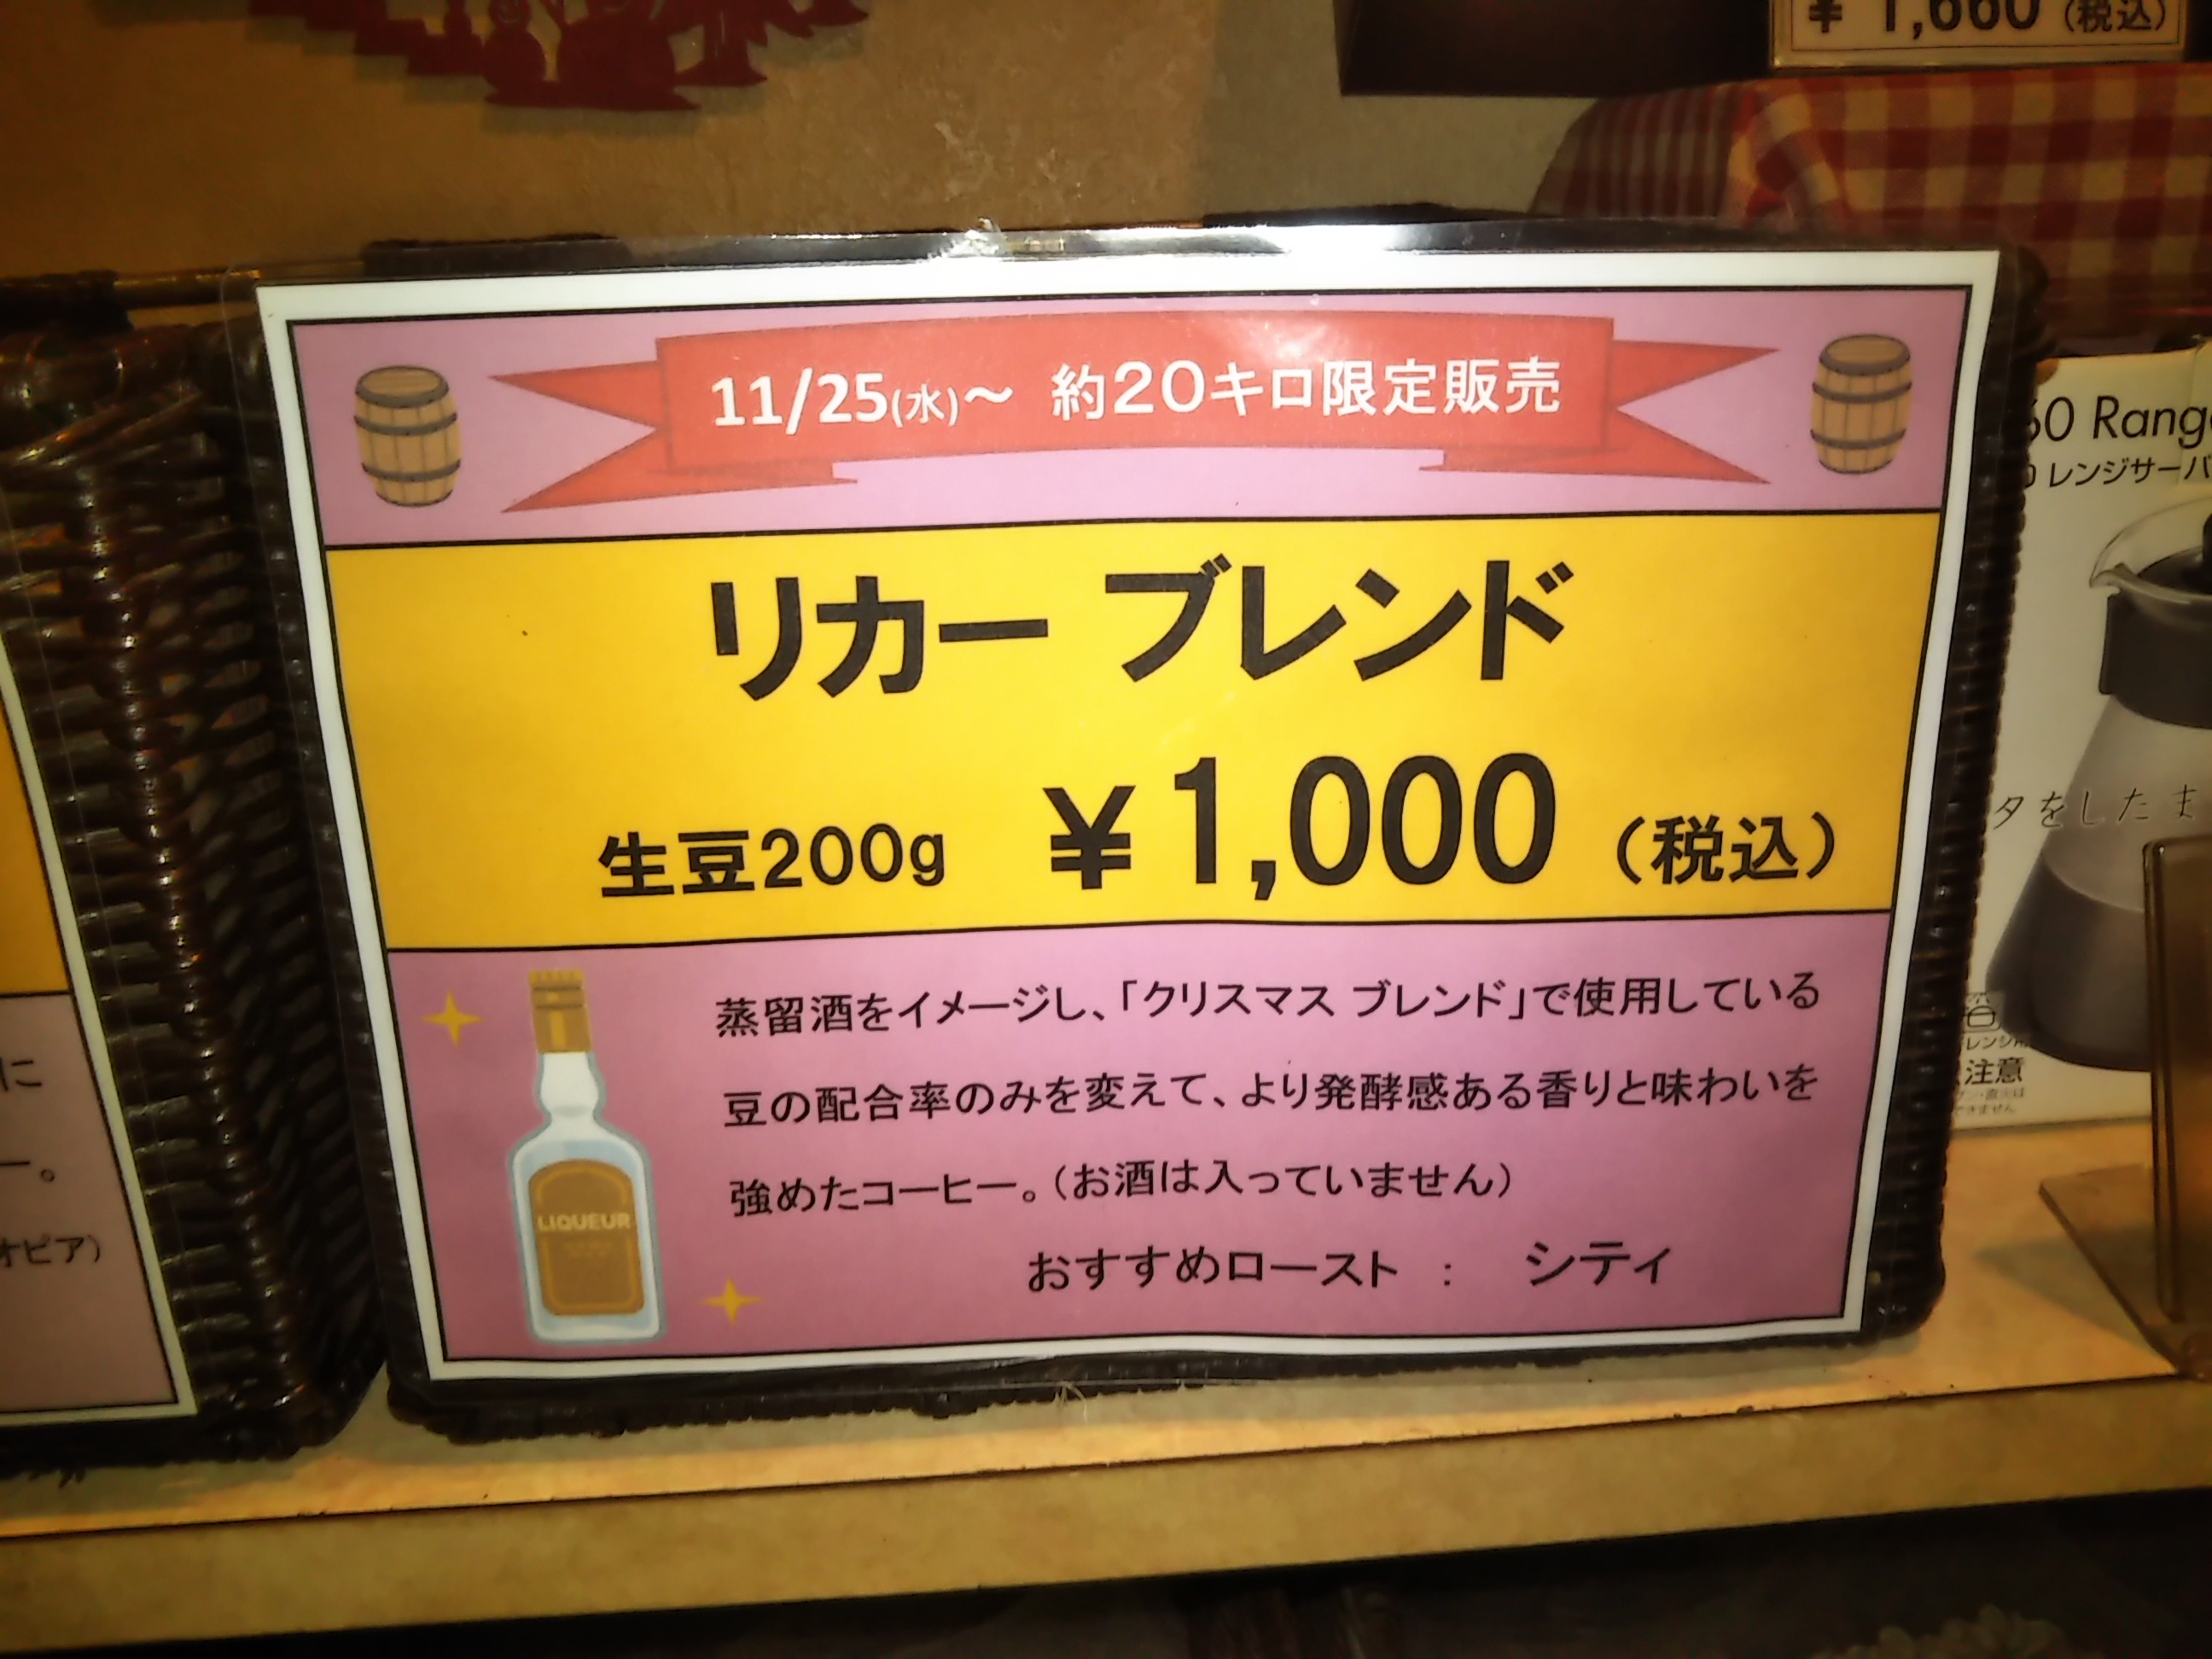 ¥ 1,660 (税込)
11/25(水)～ 約20キロ限定販売
リカー ブレンド
生豆200g ¥1,000 (税込)
蒸留酒をイメージし、「クリスマス ブレンド」で使用している
豆の配合率のみを変えて、より発酵感ある香りと味わいを
強めたコーヒー。(お酒は入っていません)
おすすめロースト : シティ
LIQUEUR
に
ー。
オピア)
60 Rang
レンジサーバ
タをしたま
注意